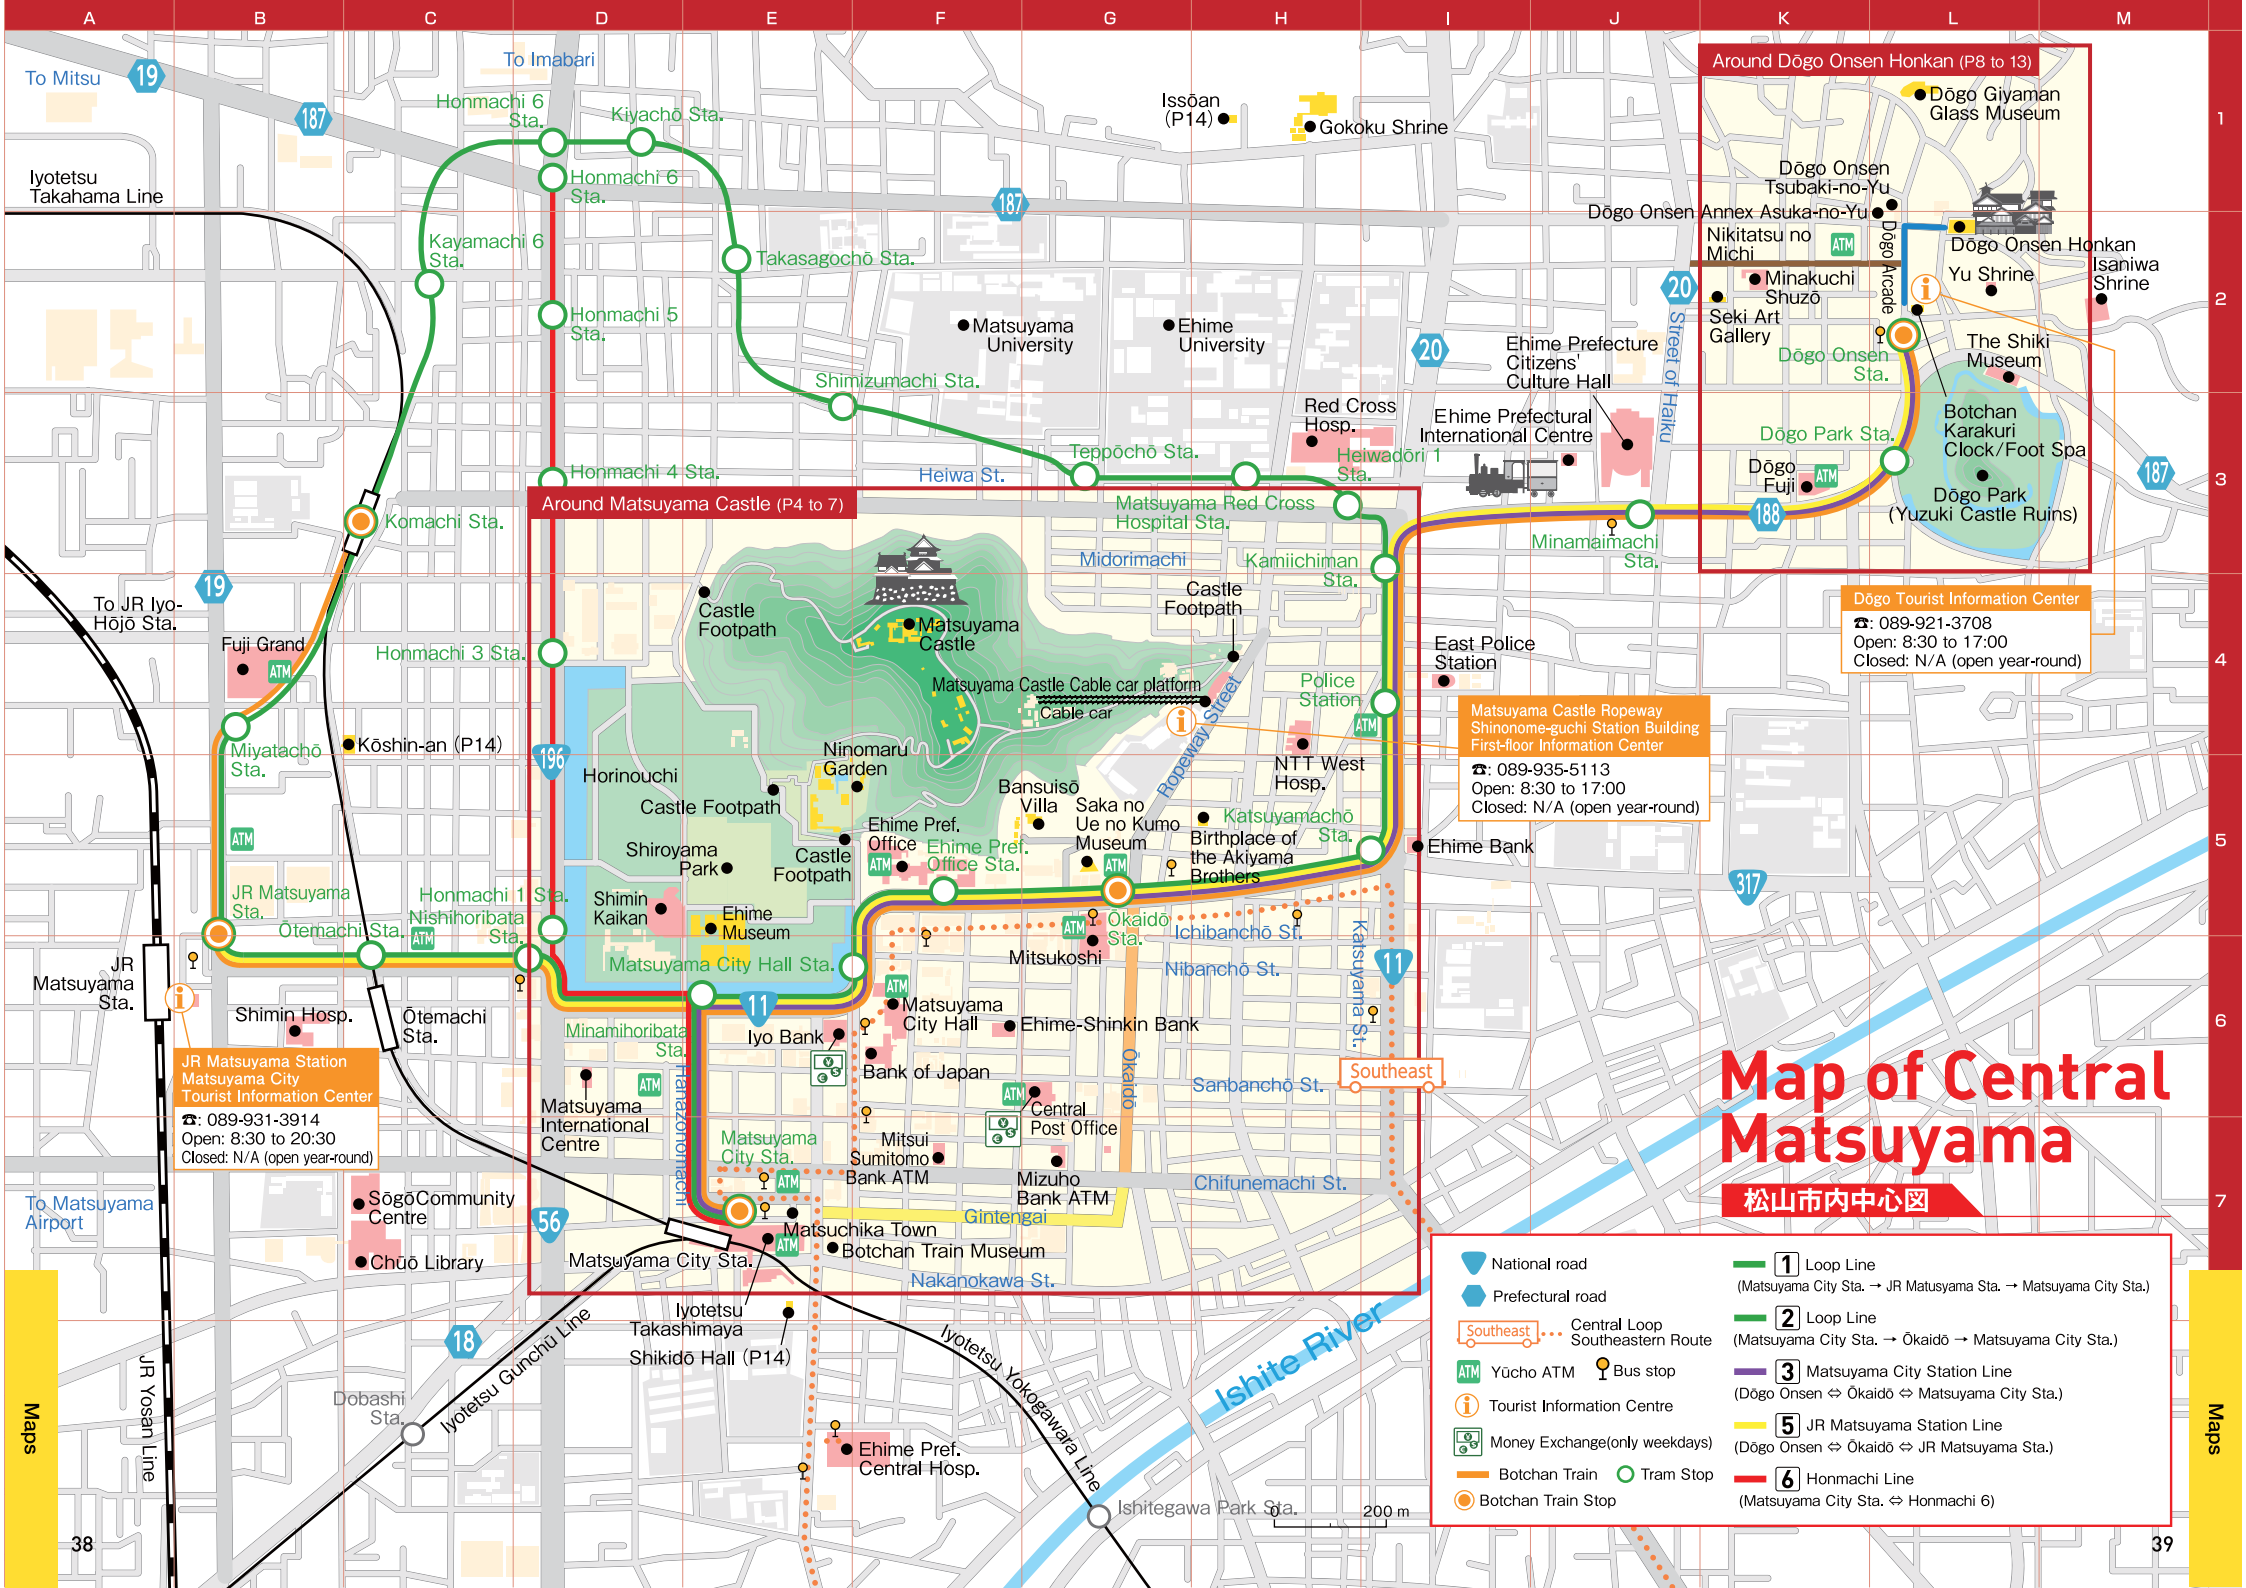 A
B
C
D
E
F
G
H
I
J
K
L
M
1
2
3
4
5
6
7
To Mitsu
19
187
To Imabari
Honmachi 6
Sta.
Kiyachō Sta.
Honmachi 6
Sta.
Iyotetsu
Takahama Line
Kayamachi 6
Sta.
Takasagochō Sta.
Honmachi 5
Sta.
Issōan
(P14)
Gokoku Shrine
187
Matsuyama
University
Ehime
University
Shimizumachi Sta.
20
Around Dōgo Onsen Honkan (P8 to 13)
Dōgo Giyaman
Glass Museum
Dōgo Onsen
Tsubaki-no-Yu
Dōgo Onsen Annex Asuka-no-Yu
Nikitatsu no
Michi
ATM
Dōgo Arcade
Dōgo Onsen Honkan
Isaniwa
Shrine
Yu Shrine
Minakuchi
Shuzō
20
Street of Haiku
Seki Art
Gallery
Dōgo Onsen
Sta.
The Shiki
Museum
Ehime Prefecture
Citizens'
Culture Hall
Ehime Prefectural
International Centre
Red Cross
Hosp.
Heiwadōri 1
Sta.
Botchan
Karakuri
Clock/Foot Spa
Dōgo Park Sta.
Dōgo
Fuji
ATM
Dōgo Park
(Yuzuki Castle Ruins)
187
188
Minamaimachi
Sta.
Honmachi 4 Sta.
Heiwa St.
Teppōchō Sta.
Matsuyama Red Cross
Hospital Sta.
Around Matsuyama Castle (P4 to 7)
Komachi Sta.
Midorimachi
Kamiichiman
Sta.
Castle
Footpath
Castle
Footpath
Matsuyama
Castle
19
To JR Iyo-
Hōjō Sta.
Fuji Grand
ATM
Honmachi 3 Sta.
Matsuyama Castle Cable car platform
Cable car
Ropeway Street
Police
Station
ATM
East Police
Station
Dōgo Tourist Information Center
☎: 089-921-3708
Open: 8:30 to 17:00
Closed: N/A (open year-round)
Matsuyama Castle Ropeway
Shinonome-guchi Station Building
First-floor Information Center
☎: 089-935-5113
Open: 8:30 to 17:00
Closed: N/A (open year-round)
Miyatachō
Sta.
Kōshin-an (P14)
196
Horinouchi
Castle Footpath
Ninomaru
Garden
Bansuisō
Villa
Saka no
Ue no Kumo
Museum
NTT West
Hosp.
Katsuyamachō
Sta.
Birthplace of
the Akiyama
Brothers
Ehime Bank
ATM
Ehime Pref.
Office
ATM
Ehime Pref.
Office Sta.
ATM
Shiroyama
Park
Castle
Footpath
317
JR Matsuyama
Sta.
Honmachi 1 Sta.
Nishihoribata
Sta.
Ōtemachi Sta.
ATM
Shimin
Kaikan
Ehime
Museum
Matsuyama City Hall Sta.
ATM
Ōkaidō
Sta.
Mitsukoshi
Ichibanchō St.
Nibanchō St.
Katsuyama St.
11
JR
Matsuyama
Sta.
Shimin Hosp.
Ōtemachi
Sta.
Minamihoribata
Sta.
11
Iyo Bank
ATM
Matsuyama
City Hall
Ehime-Shinkin Bank
Bank of Japan
Ōkaidō
Sanbanchō St.
Southeast
Map of Central
Matsuyama
松山市内中心図
JR Matsuyama Station
Matsuyama City
Tourist Information Center
☎: 089-931-3914
Open: 8:30 to 20:30
Closed: N/A (open year-round)
ATM
Matsuyama
International
Centre
Hanazonomachi
Matsuyama
City Sta.
ATM
Central
Post Office
Mitsui
Sumitomo
Bank ATM
Mizuho
Bank ATM
Chifunemachi St.
Gintengai
ATM
Matsuchika Town
ATM
Botchan Train Museum
Nakanokawa St.
To Matsuyama
Airport
Sōgō Community
Centre
Chūō Library
56
Matsuyama City Sta.
Iyotetsu
Takashimaya
Shikidō Hall (P14)
18
Iyotetsu Gunchū Line
Dobashi
Sta.
JR Yosan Line
Iyotetsu Yokogawara Line
Ishite River
Ehime Pref.
Central Hosp.
Ishitegawa Park Sta.
0 200 m
National road
Prefectural road
Southeast Central Loop
Southeastern Route
ATM Yūcho ATM Bus stop
Tourist Information Centre
Money Exchange(only weekdays)
Botchan Train Tram Stop
Botchan Train Stop
1 Loop Line
(Matsuyama City Sta. → JR Matusyama Sta. → Matsuyama City Sta.)
2 Loop Line
(Matsuyama City Sta. → Ōkaidō → Matsuyama City Sta.)
3 Matsuyama City Station Line
(Dōgo Onsen ⇔ Ōkaidō ⇔ Matsuyama City Sta.)
5 JR Matsuyama Station Line
(Dōgo Onsen ⇔ Ōkaidō ⇔ JR Matsuyama Sta.)
6 Honmachi Line
(Matsuyama City Sta. ⇔ Honmachi 6)
Maps
38
Maps
39